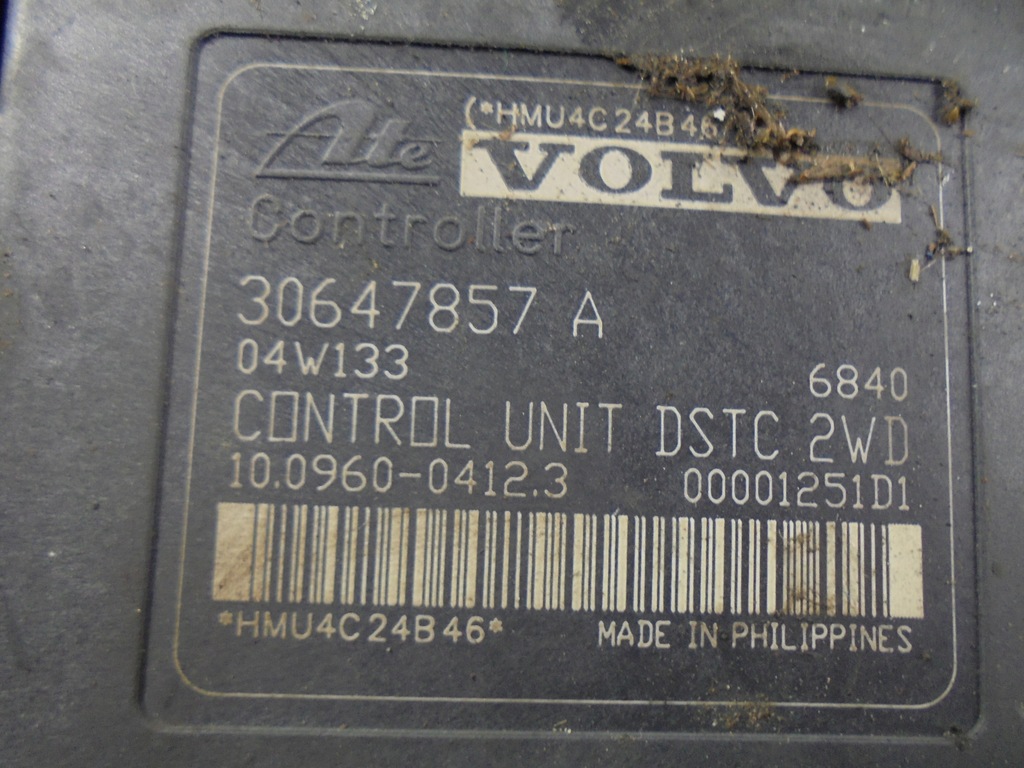 Ate
(*HMU4C24B46
VOLVO
Controller
30647857 A
04W133 6840
CONTROL UNIT DSTC 2WD
10.0960-0412.3 00001251D1
*HMU4C24B46* MADE IN PHILIPPINES